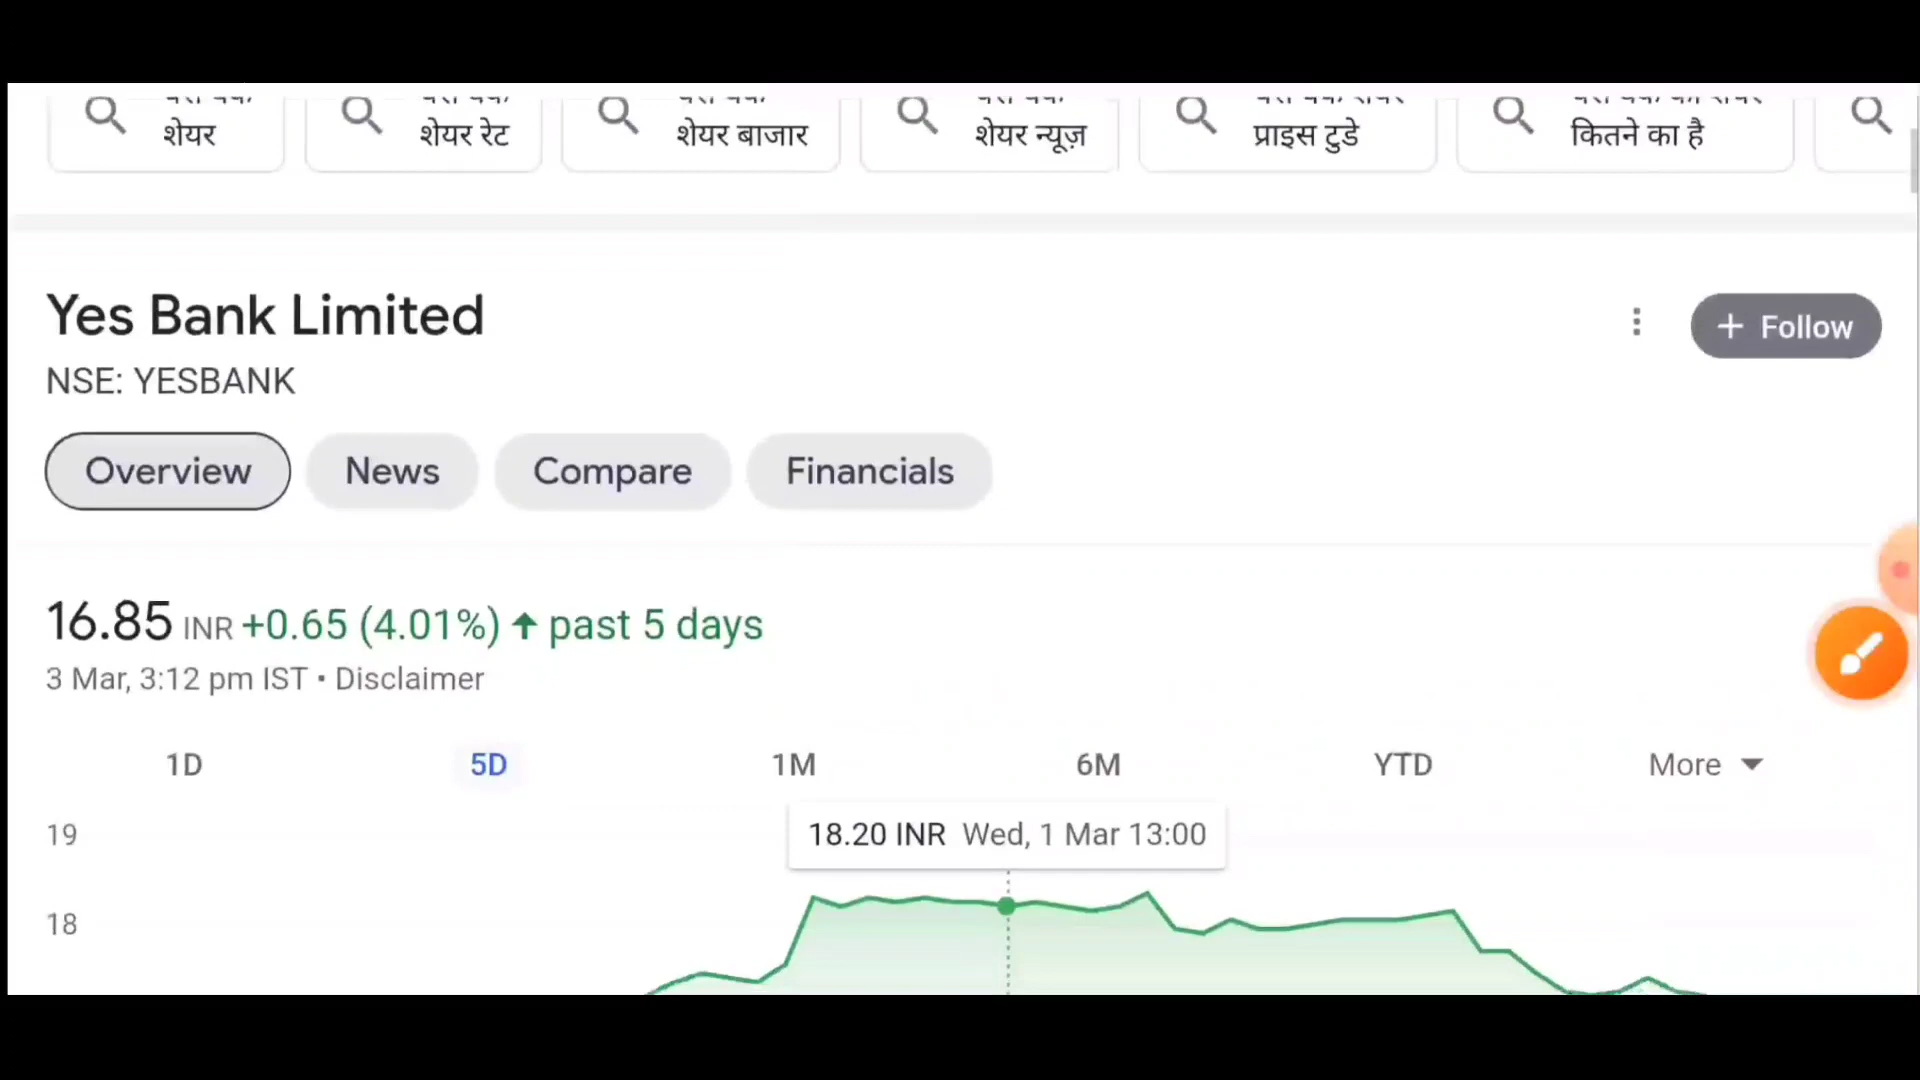 शेयर
शेयर रेट
शेयर बाजार
शेयर न्यूज़
प्राइस टुडे
कितने का है
Yes Bank Limited
+ Follow
NSE: YESBANK
Overview
News
Compare
Financials
16.85 INR +0.65 (4.01%) ↑ past 5 days
3 Mar, 3:12 pm IST • Disclaimer
1D
5D
1M
6M
YTD
More
18.20 INR Wed, 1 Mar 13:00
19
18